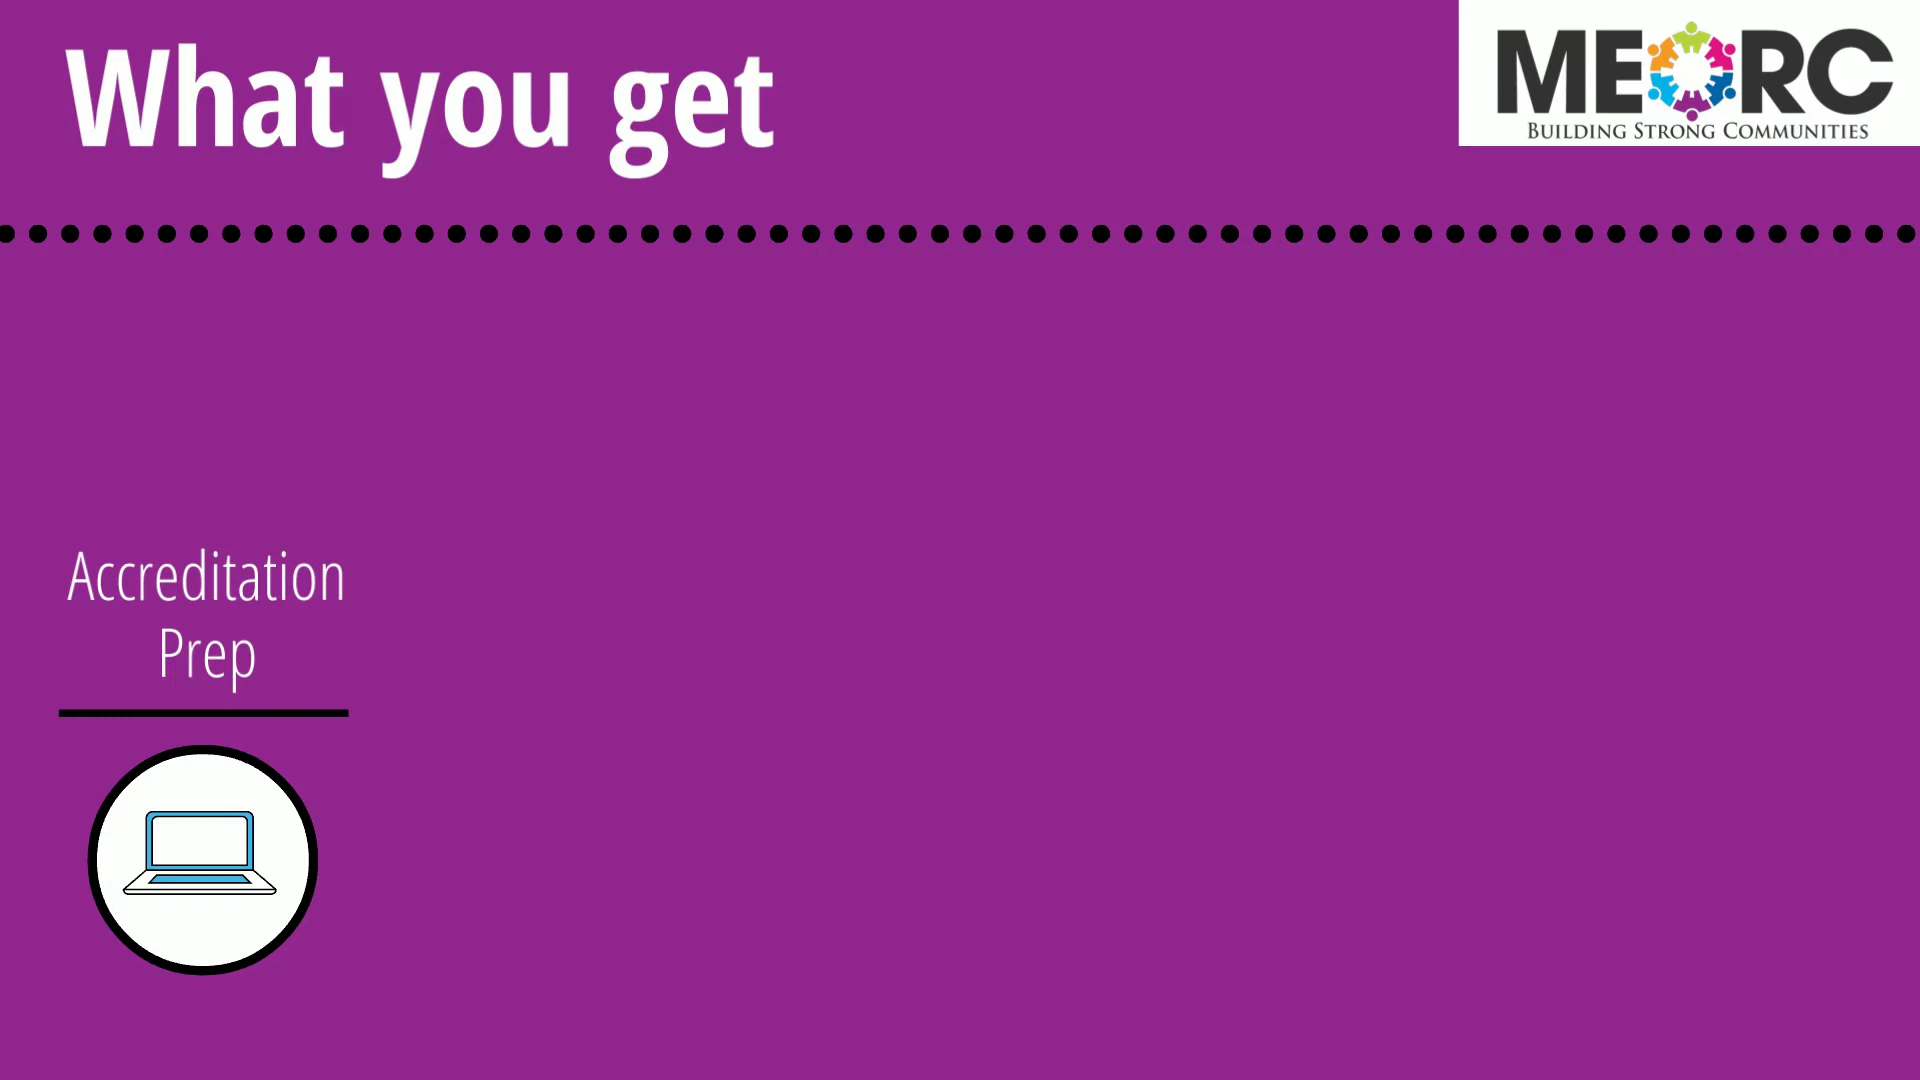 What you get
MEORC
BUILDING STRONG COMMUNITIES
Accreditation
Prep